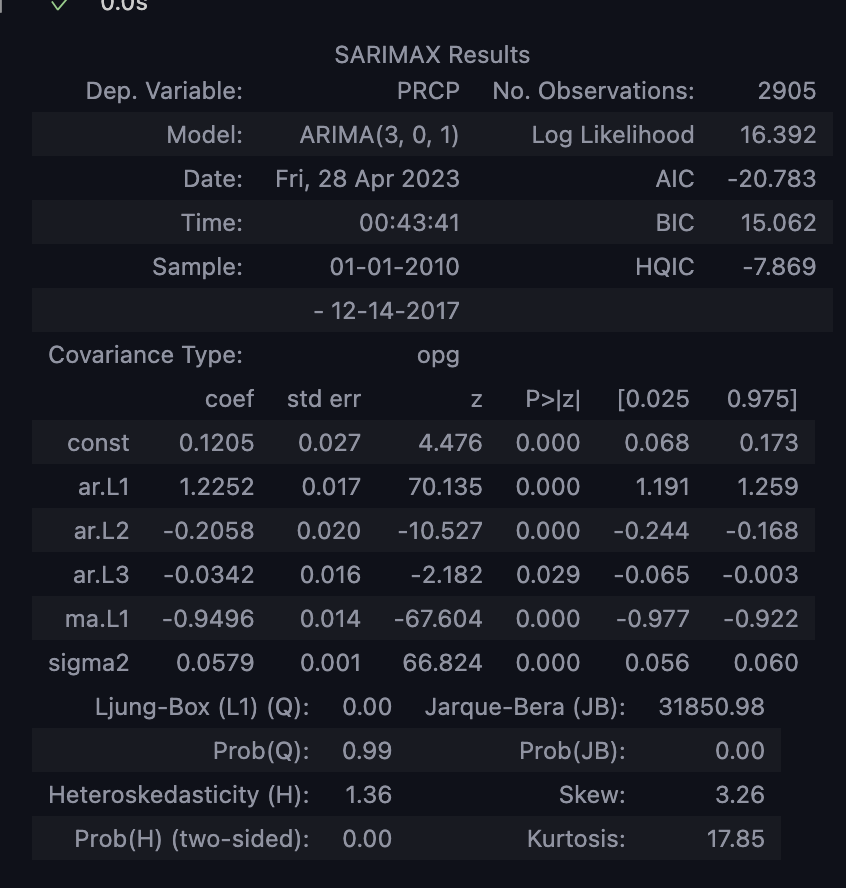 0.0s
SARIMAX Results
Dep. Variable: PRCP No. Observations: 2905
Model: ARIMA(3, 0, 1) Log Likelihood 16.392
Date: Fri, 28 Apr 2023 AIC -20.783
Time: 00:43:41 BIC 15.062
Sample: 01-01-2010 HQIC -7.869
- 12-14-2017
Covariance Type: opg
coef std err z P>|z| [0.025 0.975]
const 0.1205 0.027 4.476 0.000 0.068 0.173
ar.L1 1.2252 0.017 70.135 0.000 1.191 1.259
ar.L2 -0.2058 0.020 -10.527 0.000 -0.244 -0.168
ar.L3 -0.0342 0.016 -2.182 0.029 -0.065 -0.003
ma.L1 -0.9496 0.014 -67.604 0.000 -0.977 -0.922
sigma2 0.0579 0.001 66.824 0.000 0.056 0.060
Ljung-Box (L1) (Q): 0.00 Jarque-Bera (JB): 31850.98
Prob(Q): 0.99 Prob(JB): 0.00
Heteroskedasticity (H): 1.36 Skew: 3.26
Prob(H) (two-sided): 0.00 Kurtosis: 17.85